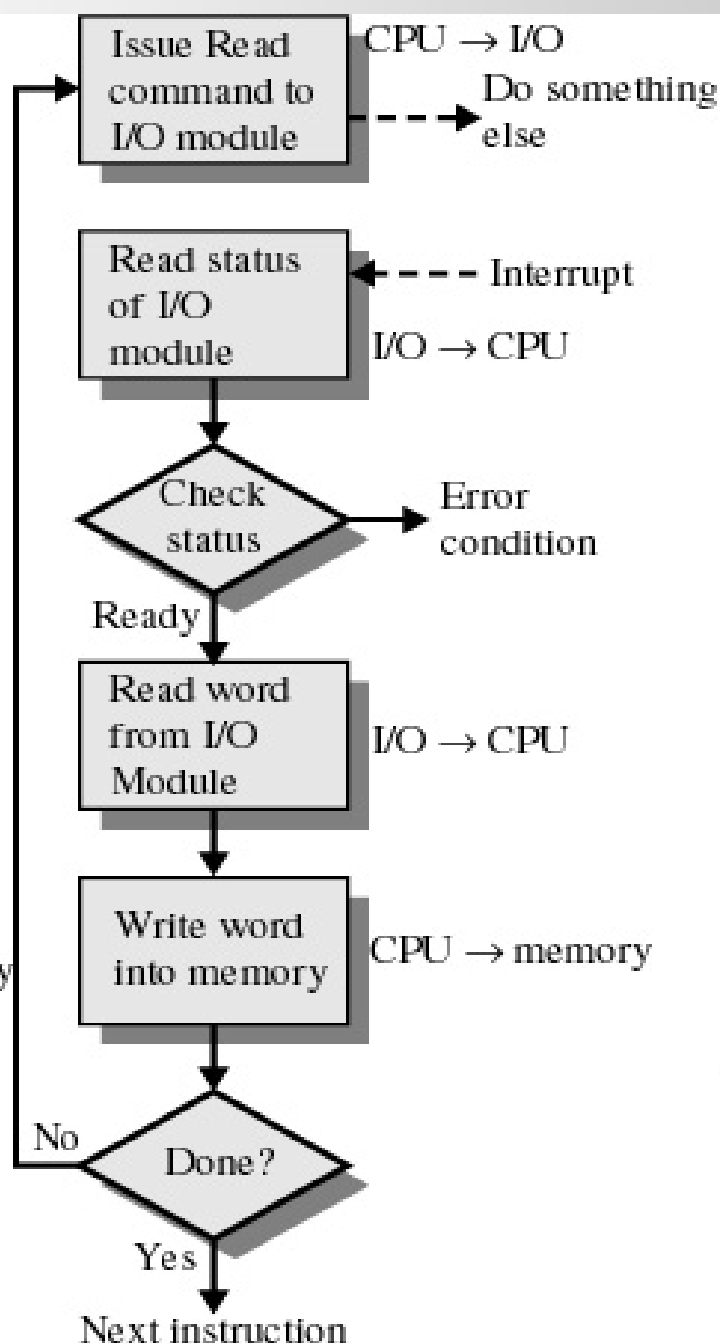 Issue Read
command to
I/O module
CPU → I/O
Do something
else
Read status
of I/O
module
Interrupt
I/O → CPU
Check
status
Error
condition
Ready
Read word
from I/O
Module
I/O → CPU
Write word
into memory
CPU → memory
y
No
Done?
Yes
Next instruction